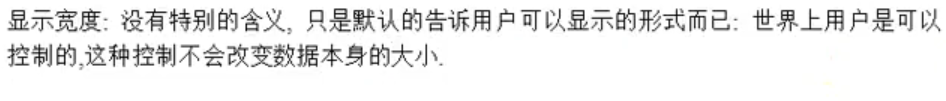 显示宽度: 没有特别的含义, 只是默认的告诉用户可以显示的形式而已: 世界上用户是可以
控制的,这种控制不会改变数据本身的大小.